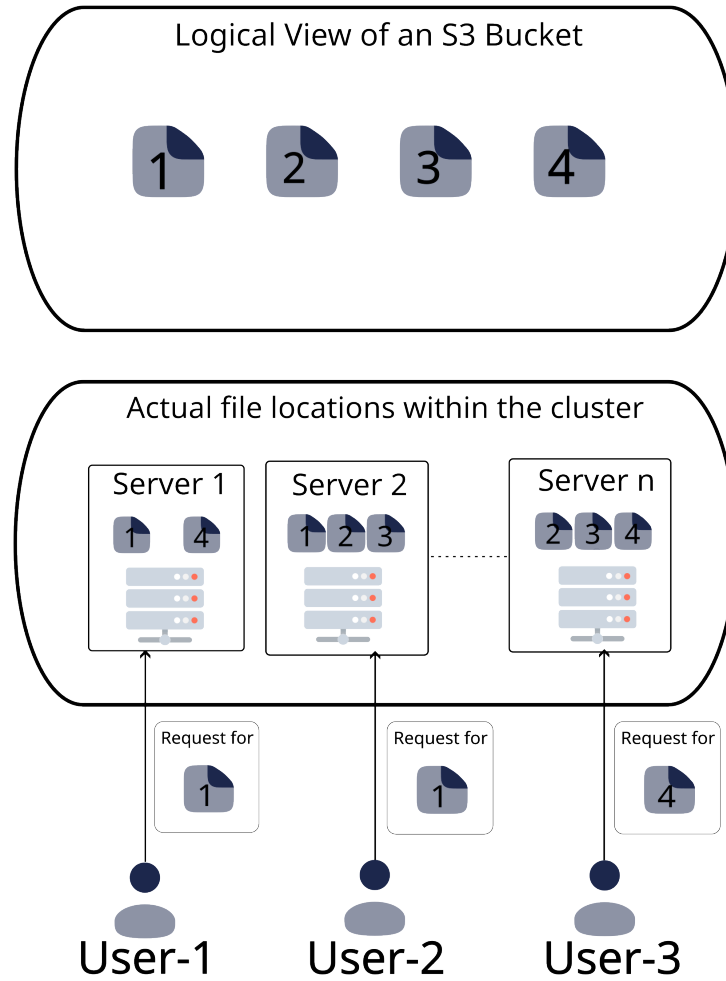 Logical View of an S3 Bucket
1 2 3 4
Actual file locations within the cluster
Server 1 Server 2 Server n
1 4 1 2 3 2 3 4
Request for Request for Request for
1 1 4
User-1 User-2 User-3